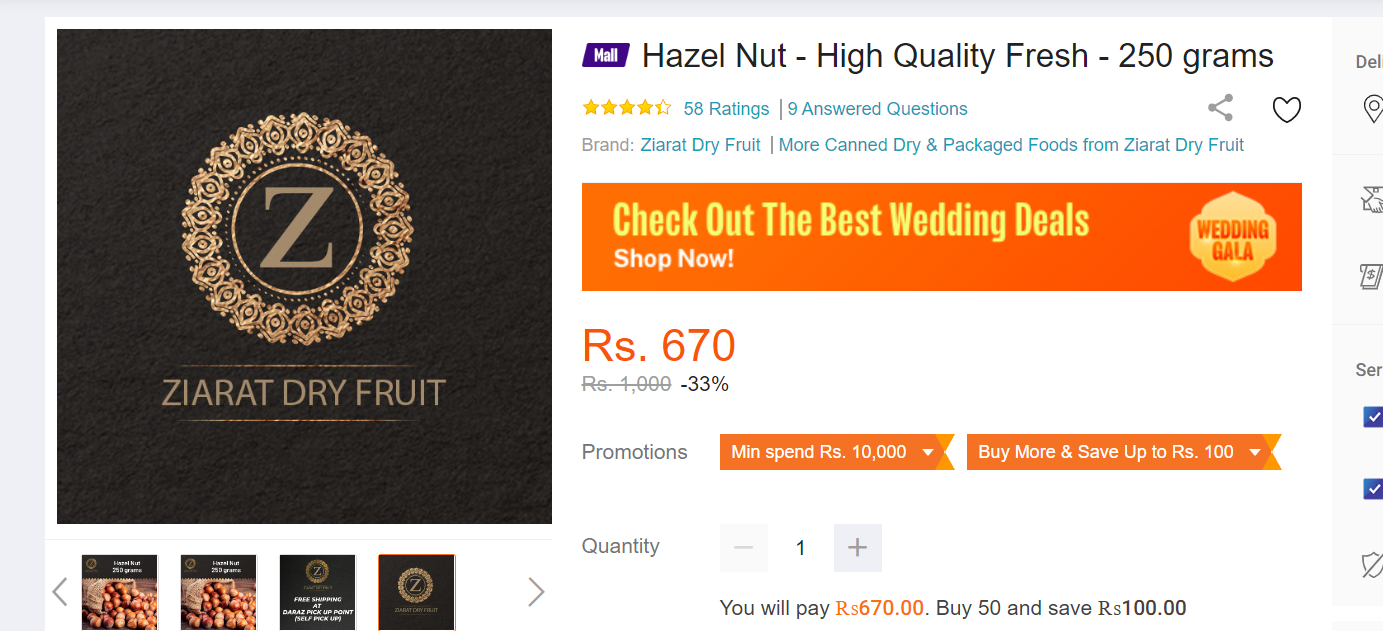 Z
ZIARAT DRY FRUIT
Hazel Nut
250 grams
Hazel Nut
250 grams
FREE SHIPPING
AT
DARAZ PICK UP POINT
(SELF PICK UP)
ZIARAT DRY FRUIT
Mall Hazel Nut - High Quality Fresh - 250 grams
58 Ratings | 9 Answered Questions
Brand: Ziarat Dry Fruit | More Canned Dry & Packaged Foods from Ziarat Dry Fruit
Check Out The Best Wedding Deals
Shop Now!
WEDDING
GALA
Rs. 670
Rs. 1,000 -33%
Promotions Min spend Rs. 10,000 Buy More & Save Up to Rs. 100
Quantity 1
You will pay Rs670.00. Buy 50 and save Rs100.00
Deli
Ser